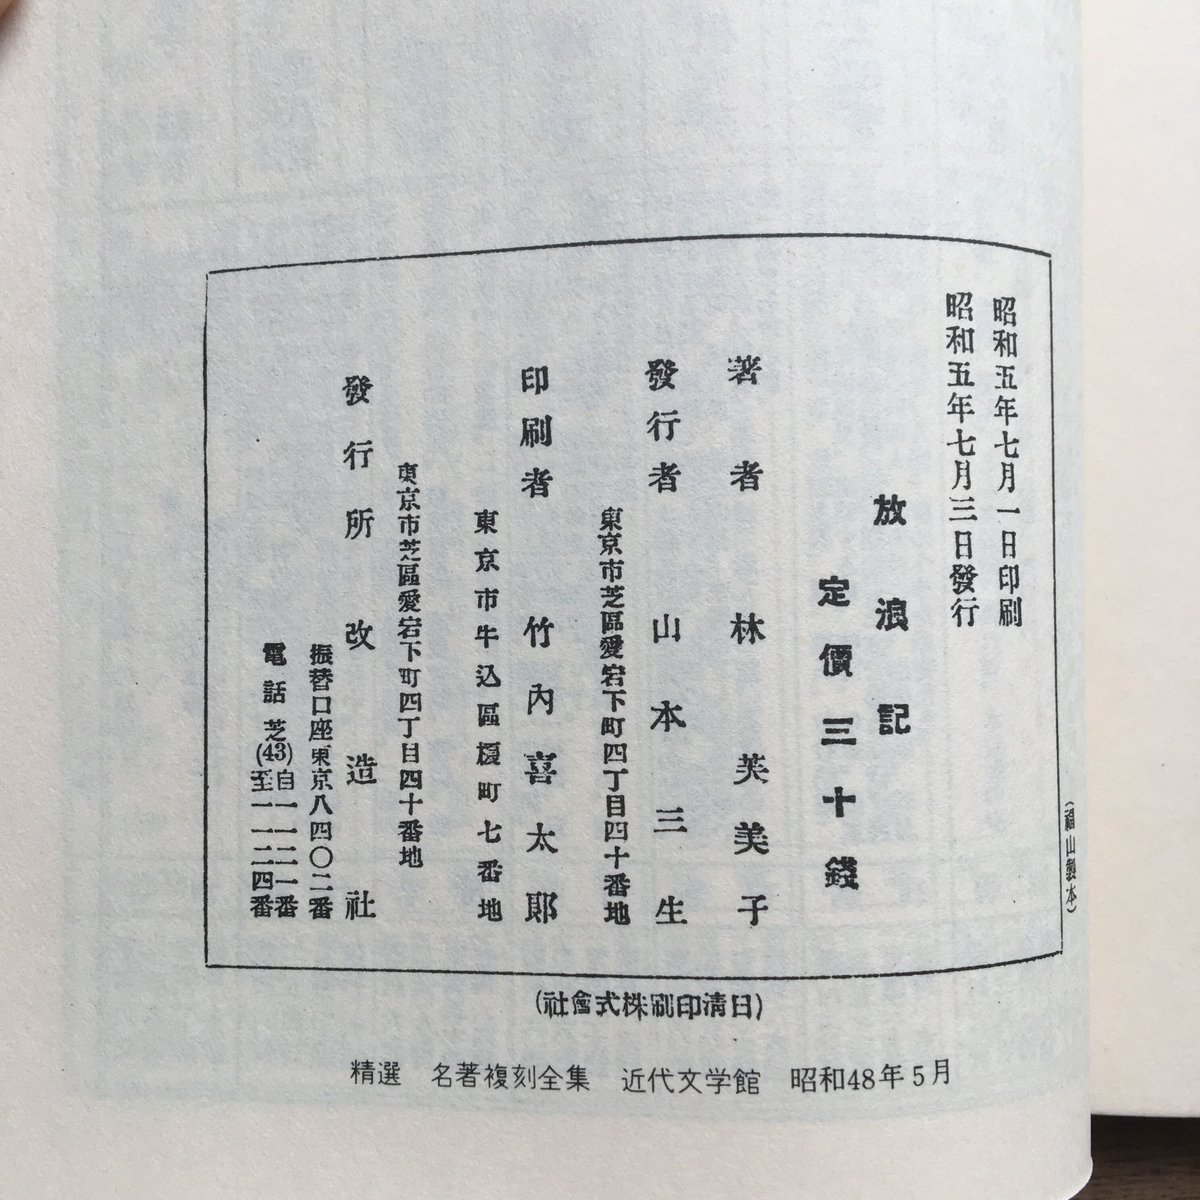 昭和五年七月一日印刷
昭和五年七月三日發行
放浪記
定價三十錢
著者 林芙美子
發行者 山本三生
東京市芝區愛宕下町四丁目四十番地
印刷者 竹內喜太郎
東京市牛込區榎町七番地
東京市芝區愛宕下町四丁目四十番地
發行所 改造社
振替口座東京八四〇二番
電話芝(43)自一一二一番
至一一二四番
(福山製本)
(社會式株刷印淸日)
精選 名著複刻全集 近代文学館 昭和48年5月